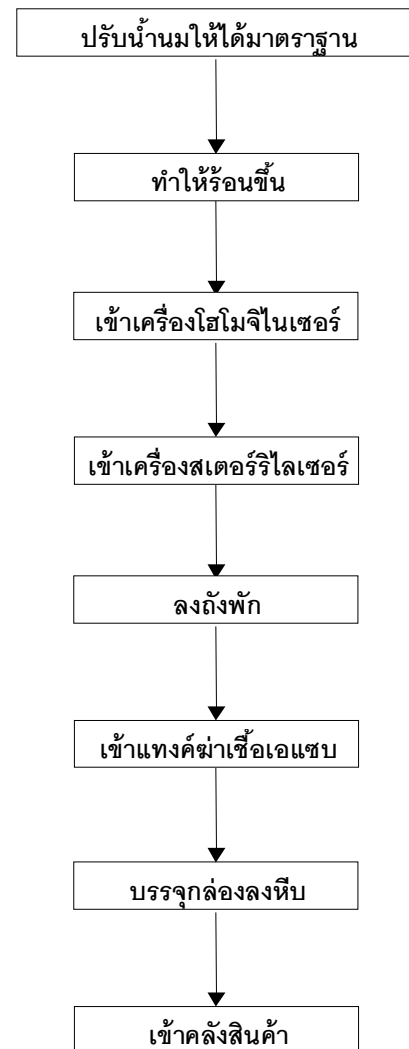 ปรับน้ำนมให้ได้มาตราฐาน
ทำให้ร้อนขึ้น
เข้าเครื่องโฮโมจิไนเซอร์
เข้าเครื่องสเตอร์ริไลเซอร์
ลงถังพัก
เข้าแทงค์ฆ่าเชื้อเอแซบ
บรรจุกล่องลงหีบ
เข้าคลังสินค้า